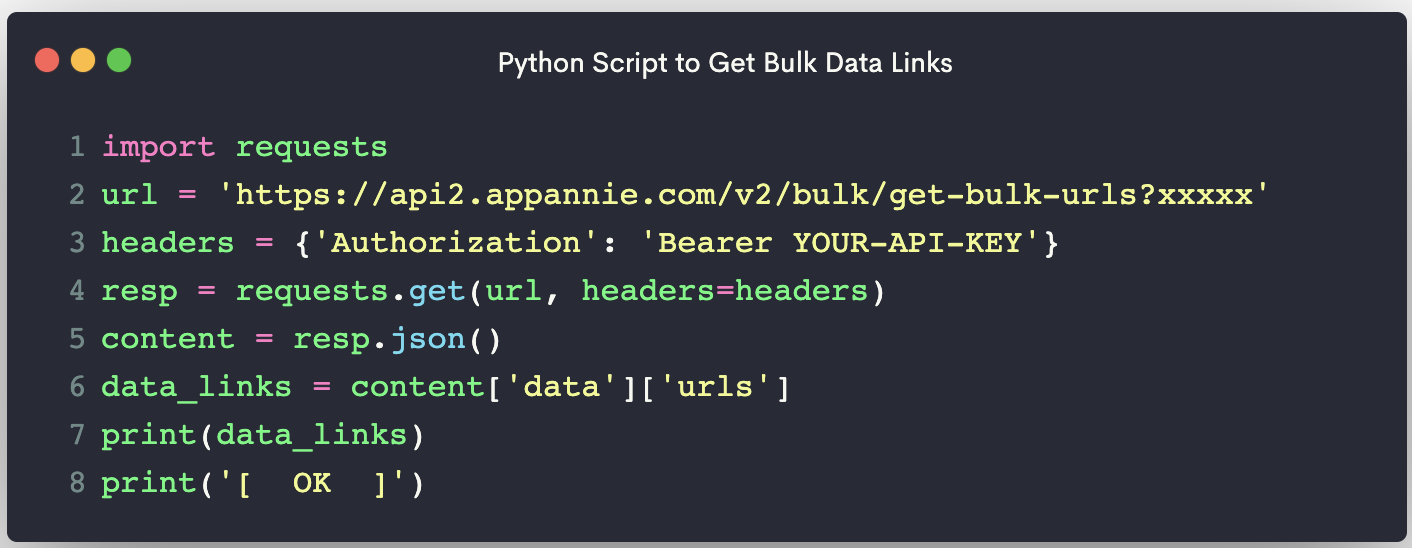 Python Script to Get Bulk Data Links
1 import requests
2 url = 'https://api2.appannie.com/v2/bulk/get-bulk-urls?xxxxx'
3 headers = {'Authorization': 'Bearer YOUR-API-KEY'}
4 resp = requests.get(url, headers=headers)
5 content = resp.json()
6 data_links = content['data']['urls']
7 print(data_links)
8 print('[  OK  ]')